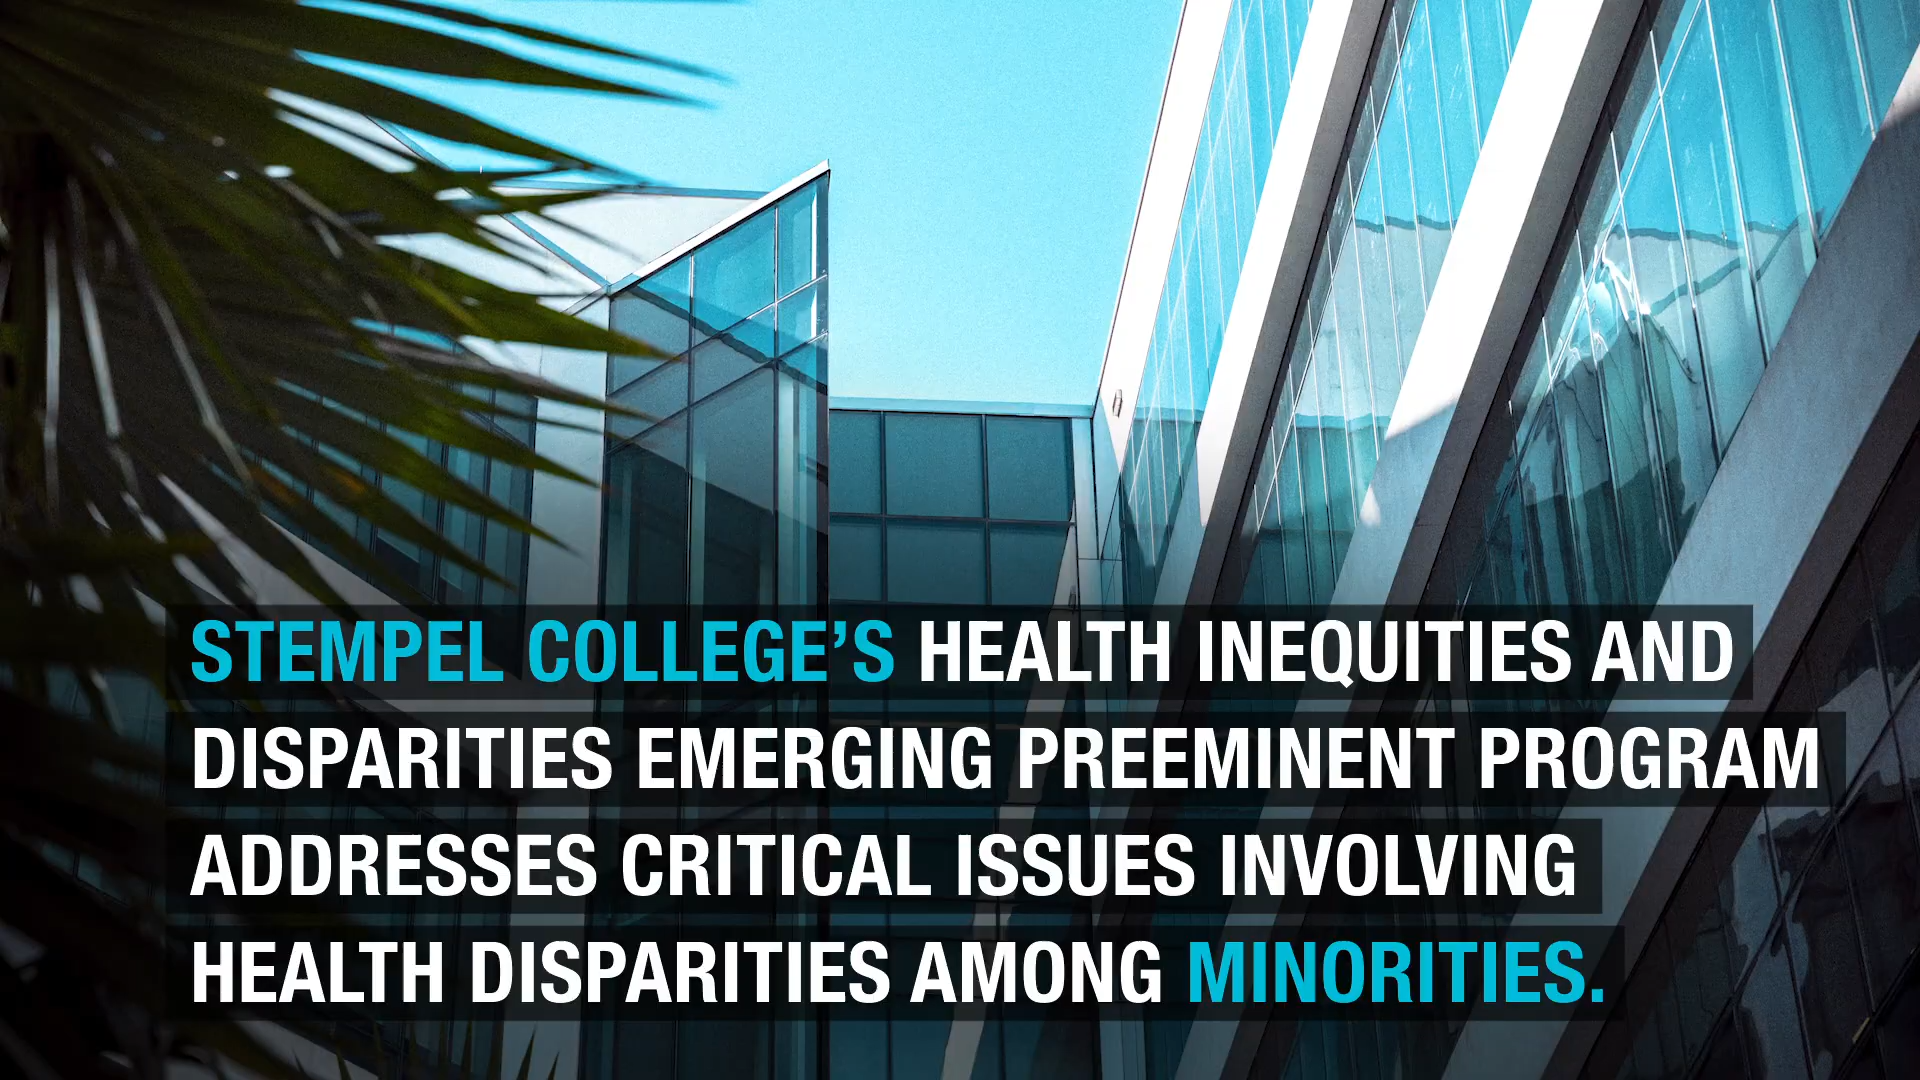 STEMPEL COLLEGE’S HEALTH INEQUITIES AND
DISPARITIES EMERGING PREEMINENT PROGRAM
ADDRESSES CRITICAL ISSUES INVOLVING
HEALTH DISPARITIES AMONG MINORITIES.